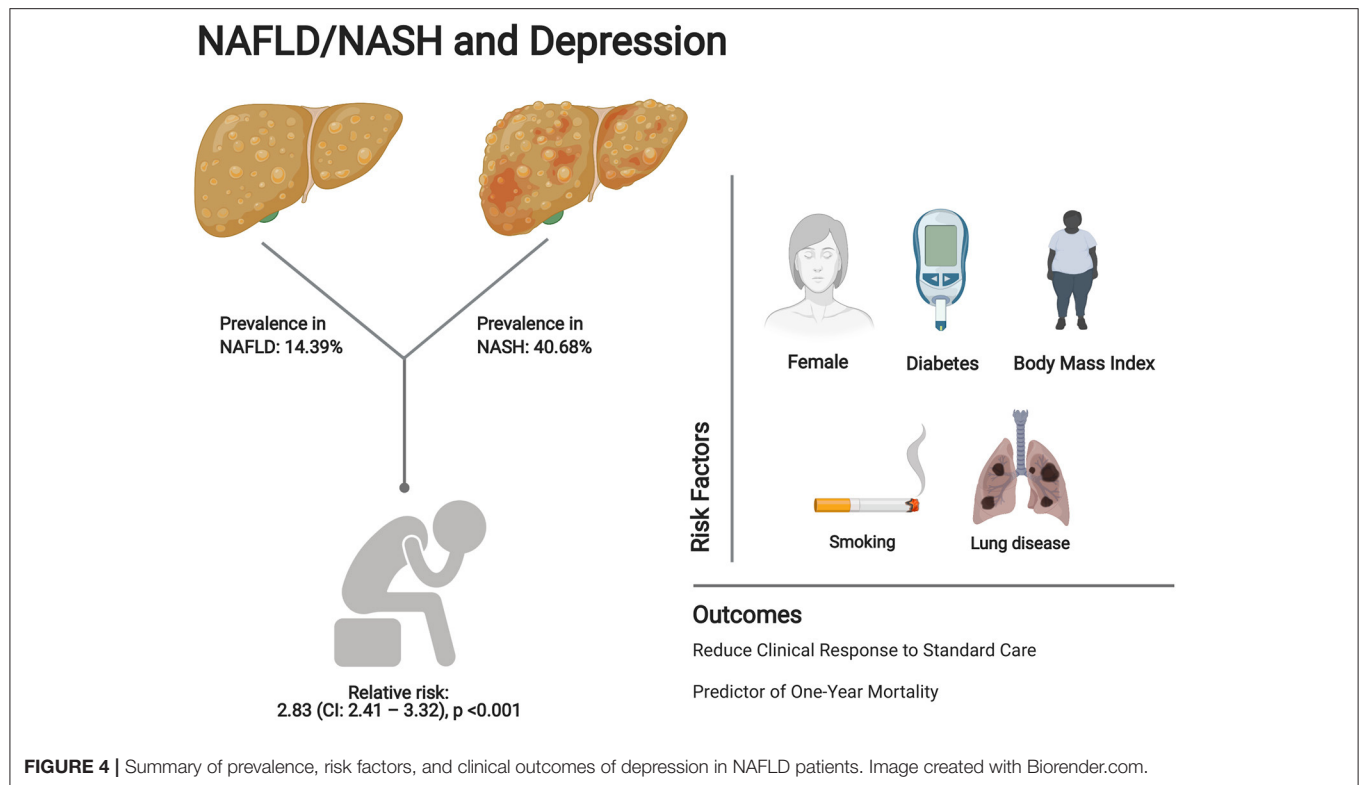 NAFLD/NASH and Depression
Prevalence in
NAFLD: 14.39%
Prevalence in
NASH: 40.68%
Relative risk:
2.83 (CI: 2.41 – 3.32), p <0.001
Risk Factors
Female
Diabetes
Body Mass Index
Smoking
Lung disease
Outcomes
Reduce Clinical Response to Standard Care
Predictor of One-Year Mortality
FIGURE 4 | Summary of prevalence, risk factors, and clinical outcomes of depression in NAFLD patients. Image created with Biorender.com.